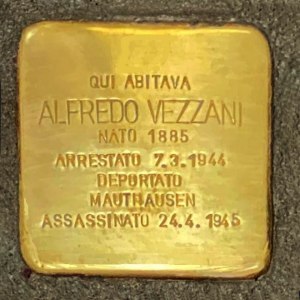 QUI ABITAVA
ALFREDO VEZZANI
NATO 1885
ARRESTATO 7.3.1944
DEPORTATO
MAUTHAUSEN
ASSASSINATO 24.4.1945